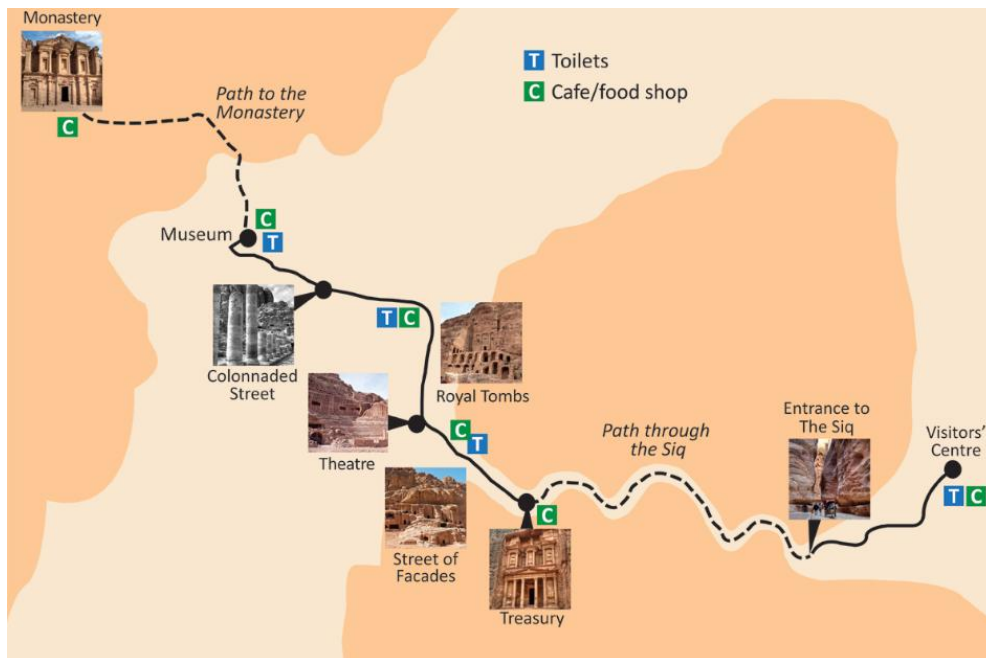 Monastery
Path to the
Monastery
T Toilets
C Cafe/food shop
C
C
Museum
T
T C
Colonnaded
Street
Royal Tombs
Theatre
C
T
Path through
the Siq
Entrance to
The Siq
Visitors'
Centre
T C
Street of
Facades
C
Treasury